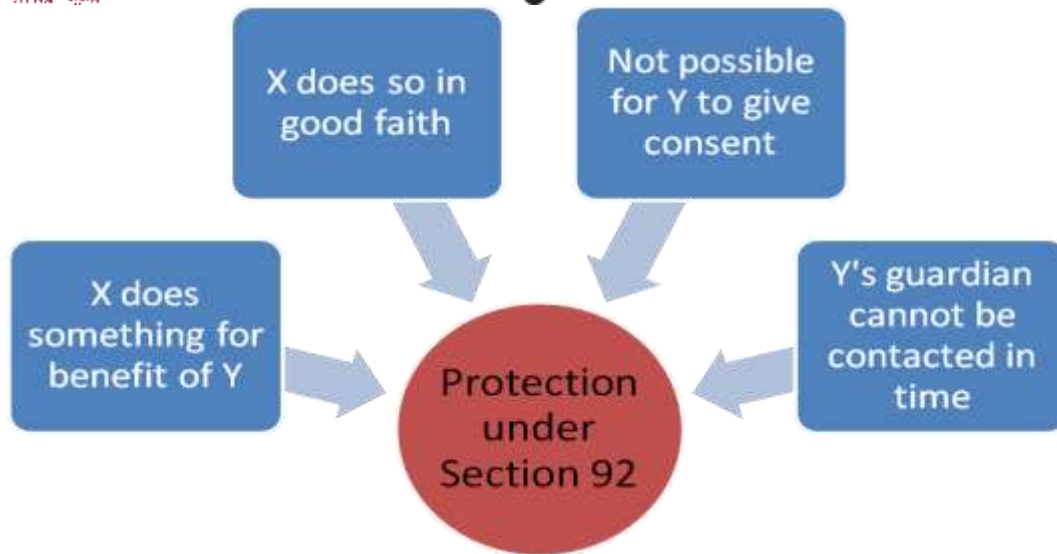 X does so in
good faith
Not possible
for Y to give
consent
X does
something for
benefit of Y
Y's guardian
cannot be
contacted in
time
Protection
under
Section 92